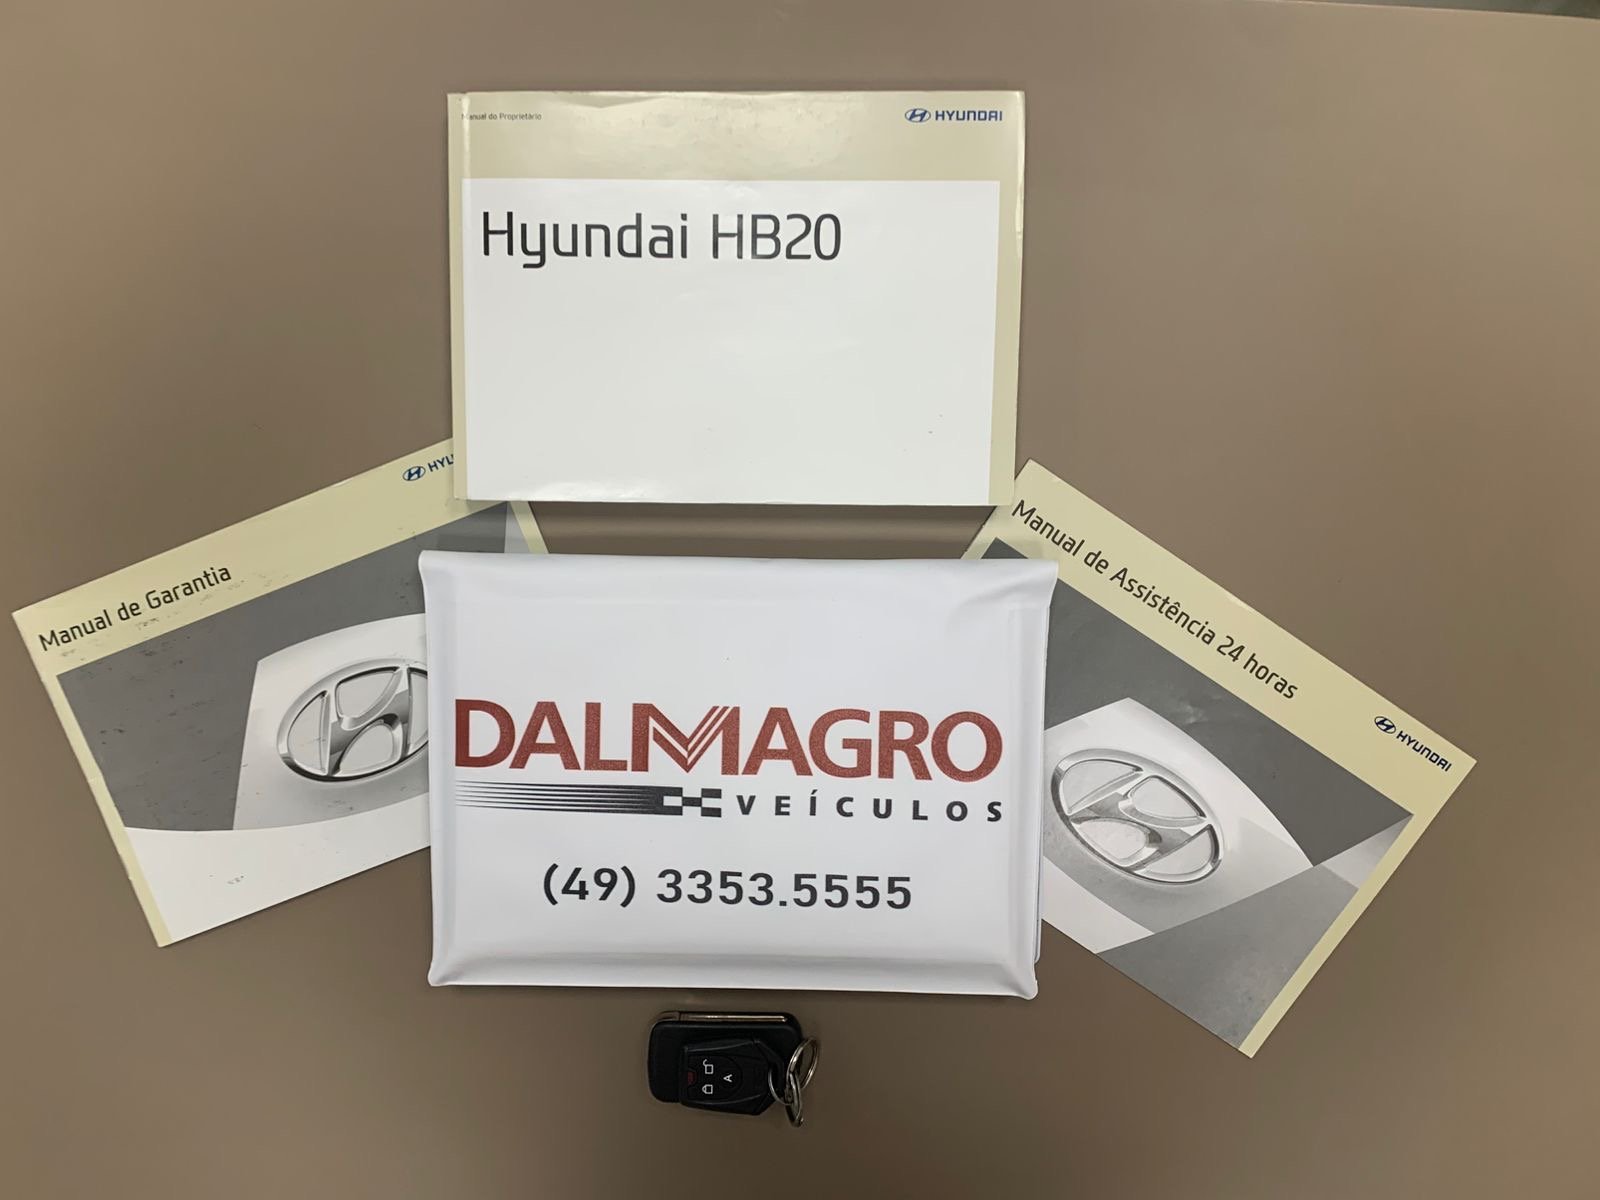 Manual do Proprietário
HYUNDAI
Hyundai HB20
HYU
Manual de Garantia
Manual de Assistência 24 horas
HYUNDAI
DALMAGRO
VEÍCULOS
(49) 3353.5555
A